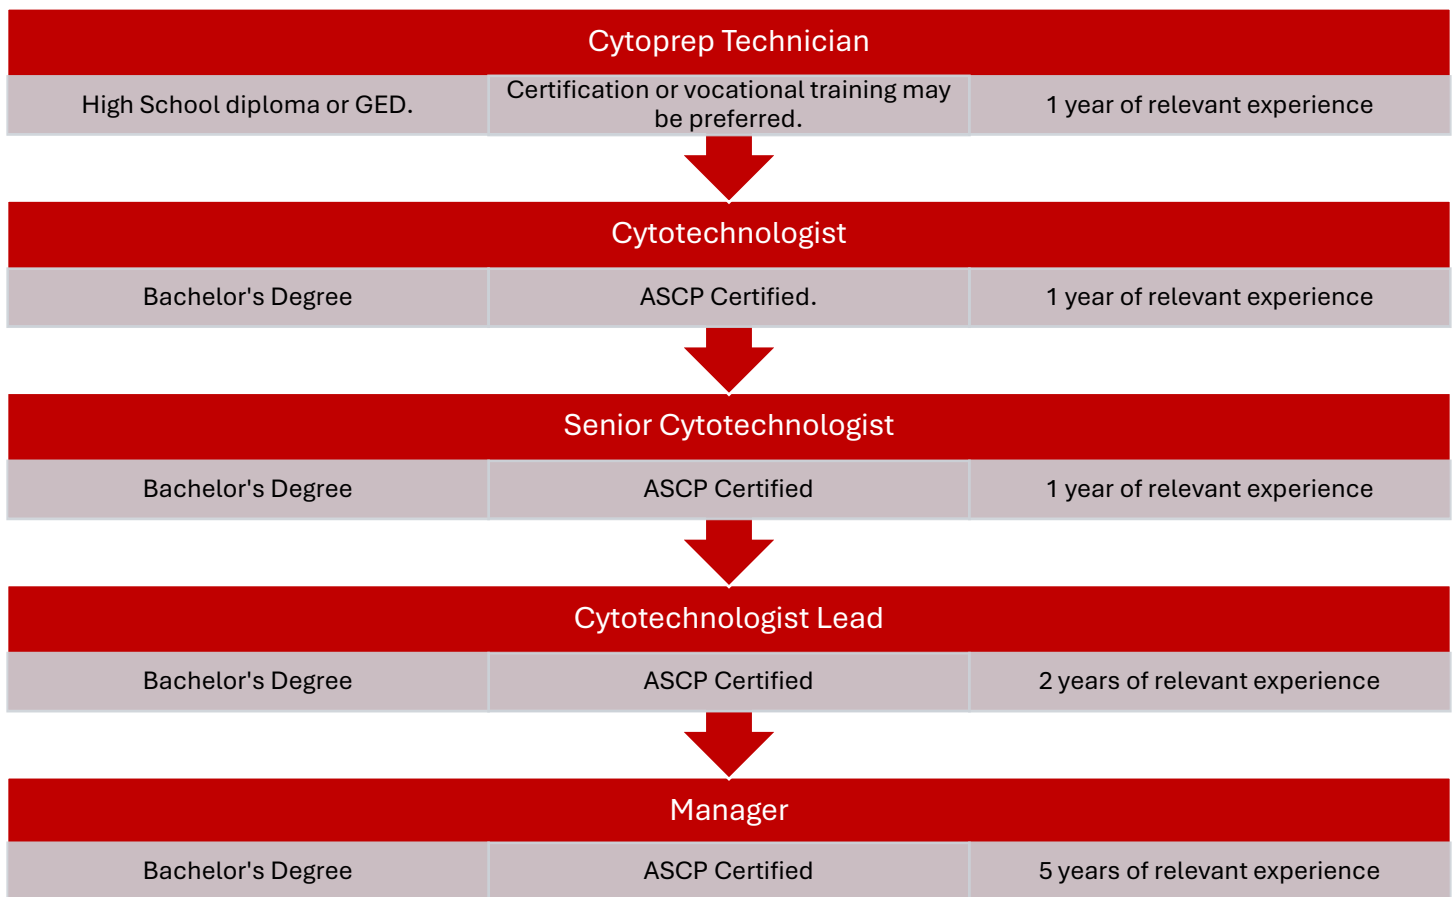 Cytoprep Technician
High School diploma or GED.
Certification or vocational training may
be preferred.
1 year of relevant experience
Cytotechnologist
Bachelor's Degree
ASCP Certified.
1 year of relevant experience
Senior Cytotechnologist
Bachelor's Degree
ASCP Certified
1 year of relevant experience
Cytotechnologist Lead
Bachelor's Degree
ASCP Certified
2 years of relevant experience
Manager
Bachelor's Degree
ASCP Certified
5 years of relevant experience